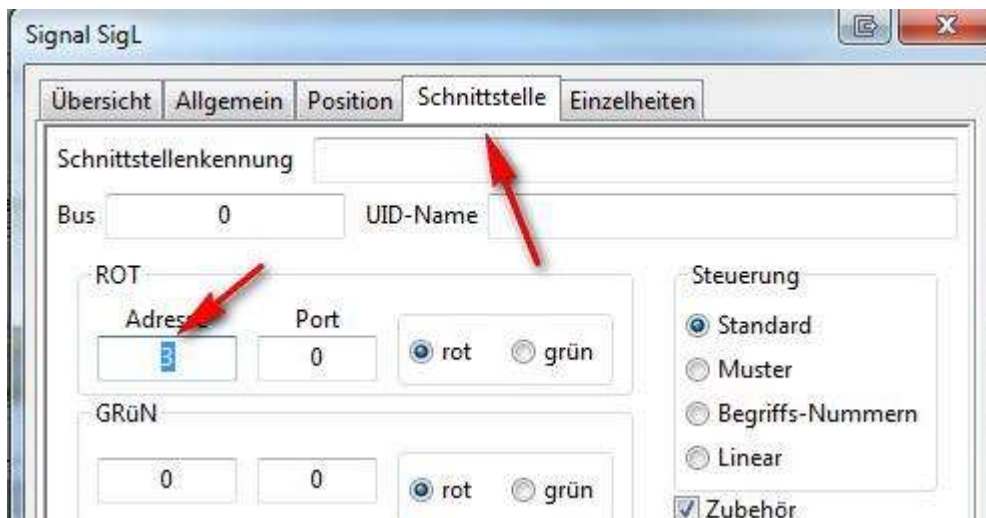 Signal SigL
Übersicht Allgemein Position Schnittstelle Einzelheiten
Schnittstellenkennung
Bus 0 UID-Name
ROT Steuerung
Adresse Port Standard
3 0 rot grün Muster
GRüN Begriffs-Nummern
Linear
0 0 rot grün
Zubehör